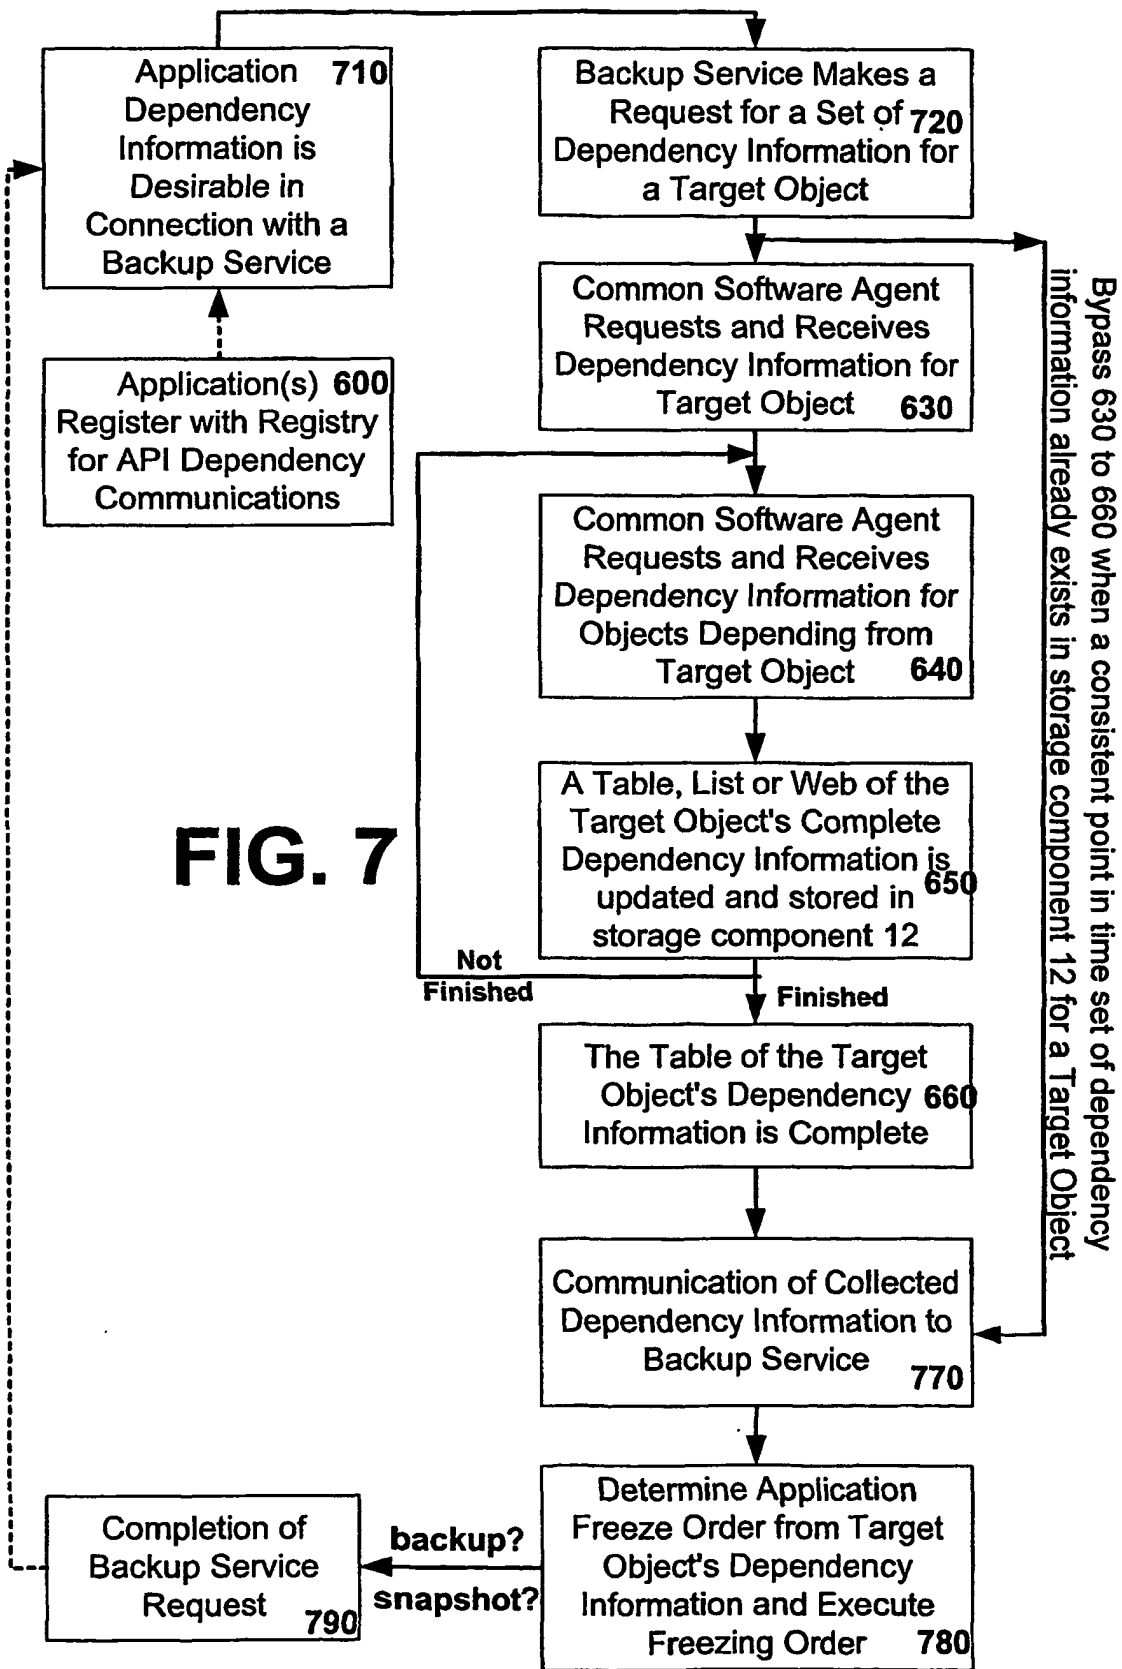 Application 710
Dependency
Information is
Desirable in
Connection with a
Backup Service
Application(s) 600
Register with Registry
for API Dependency
Communications
Backup Service Makes a
Request for a Set of 720
Dependency Information for
a Target Object
Common Software Agent
Requests and Receives
Dependency Information for
Target Object 630
Common Software Agent
Requests and Receives
Dependency Information for
Objects Depending from
Target Object 640
A Table, List or Web of the
Target Object's Complete
Dependency Information is
650
updated and stored in
storage component 12
Not
Finished
Finished
The Table of the Target
Object's Dependency 660
Information is Complete
Communication of Collected
Dependency Information to
Backup Service 770
Determine Application
Freeze Order from Target
Object's Dependency
Information and Execute
Freezing Order 780
backup?
snapshot?
Completion of
Backup Service
Request 790
Bypass 630 to 660 when a consistent point in time set of dependency
information already exists in storage component 12 for a Target Object
FIG. 7